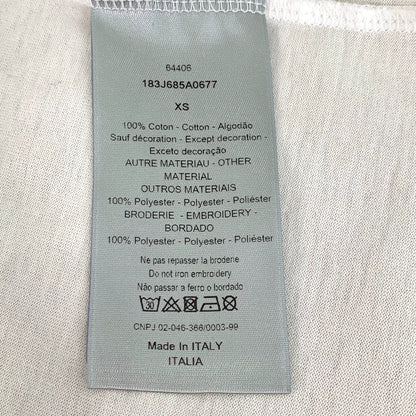 64406
183J685A0677
XS
100% Coton - Cotton - Algodão
Sauf décoration - Except decoration -
Exceto decoração
AUTRE MATERIAU - OTHER
MATERIAL
OUTROS MATERIAIS
100% Polyester - Polyester - Poliéster
BRODERIE - EMBROIDERY -
BORDADO
100% Polyester - Polyester - Poliéster
Ne pas repasser la broderie
Do not iron embroidery
Não passar a ferro o bordado
30
CNPJ 02-046-366/0003-99
Made In ITALY
ITALIA